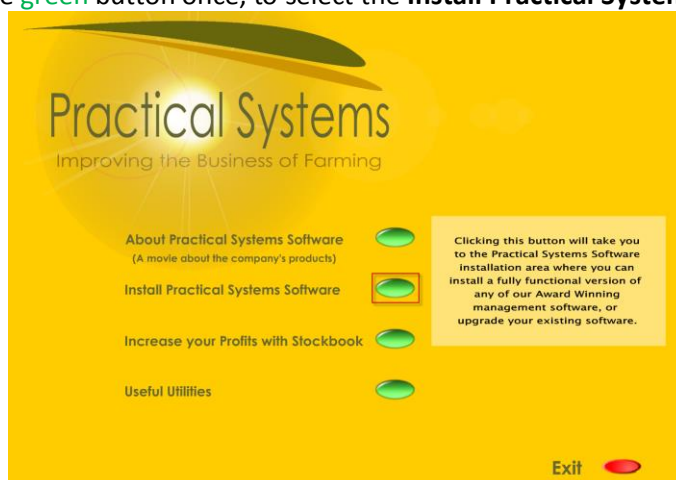 e green button once, to select the Install Practical System
Practical Systems
Improving the Business of Farming
About Practical Systems Software
(A movie about the company's products)
Install Practical Systems Software
Increase your Profits with Stockbook
Useful Utilities
Clicking this button will take you
to the Practical Systems Software
installation area where you can
install a fully functional version of
any of our Award Winning
management software, or
upgrade your existing software.
Exit